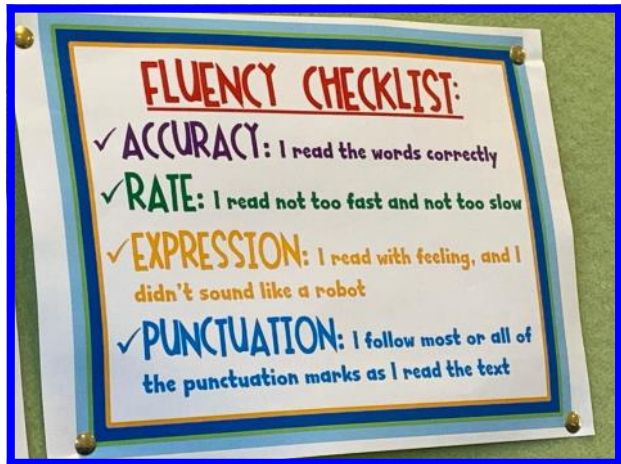 FLUENCY CHECKLIST:
✓ACCURACY: I read the words correctly
✓RATE: I read not too fast and not too slow
✓EXPRESSION: I read with feeling, and I
didn't sound like a robot
✓PUNCTUATION: I follow most or all of
the punctuation marks as I read the text